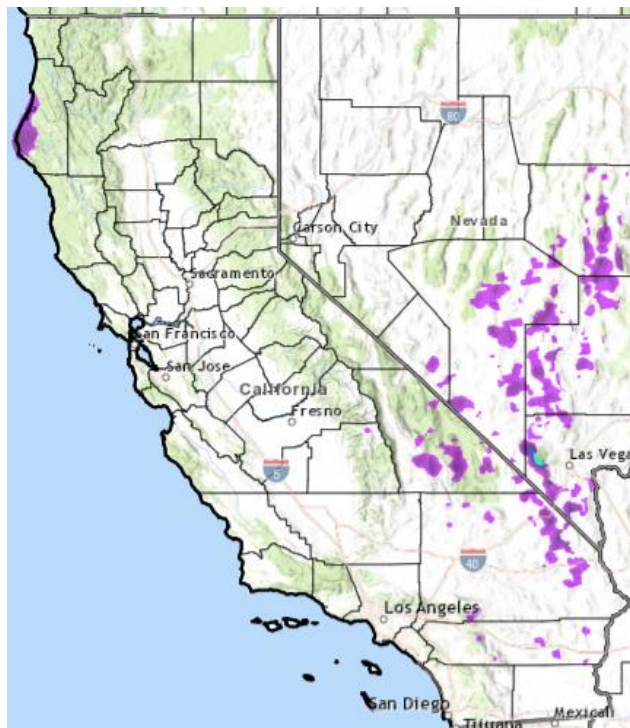 80
Carson City
Nevada
Sacramento
San Francisco
San Jose
California
Fresno
5
Las Vega
40
Los Angeles
San Diego
Tijuana
Mexicali